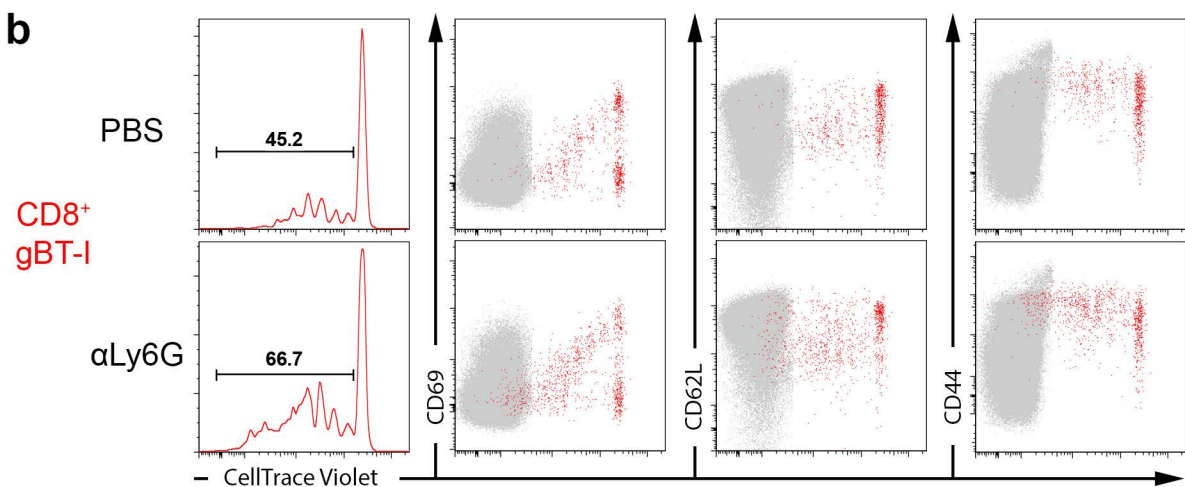 b
PBS
45.2
CD8⁺
gBT-I
αLy6G
66.7
CD69
CD62L
CD44
CellTrace Violet